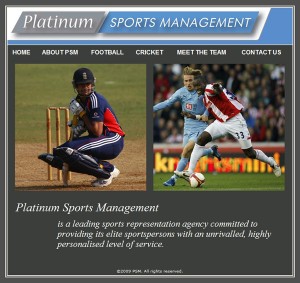 Platinum SPORTS MANAGEMENT
HOME ABOUT PSM FOOTBALL CRICKET MEET THE TEAM CONTACT US
33
Platinum Sports Management
is a leading sports representation agency committed to
providing its elite sportspersons with an unrivalled, highly
personalised level of service.
©2009 PSM. All rights reserved.